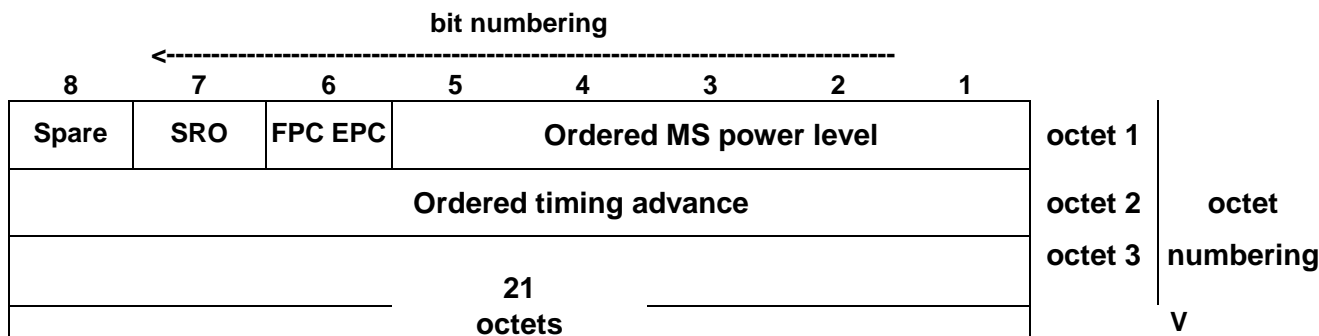 bit numbering
<-----------------------------------------------------------------------------------
8 7 6 5 4 3 2 1
Spare SRO FPC EPC Ordered MS power level octet 1
Ordered timing advance octet 2 octet
octet 3 numbering
21
octets V